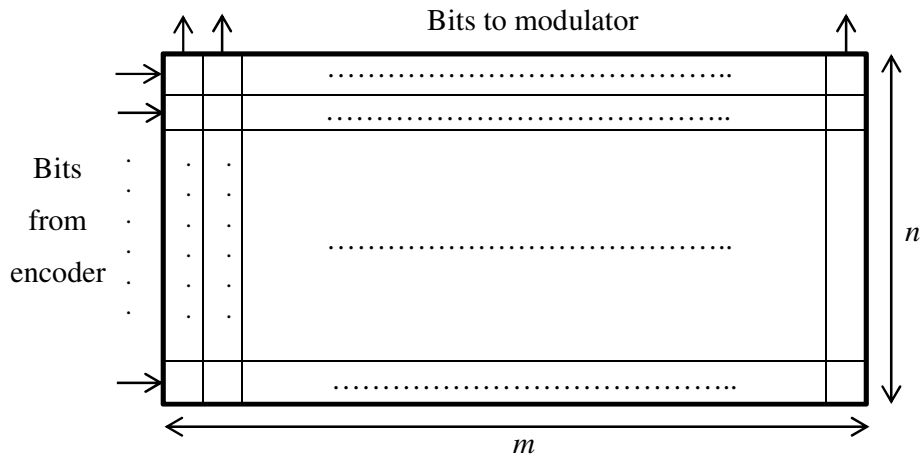 Bits to modulator
Bits
from
encoder
n
m